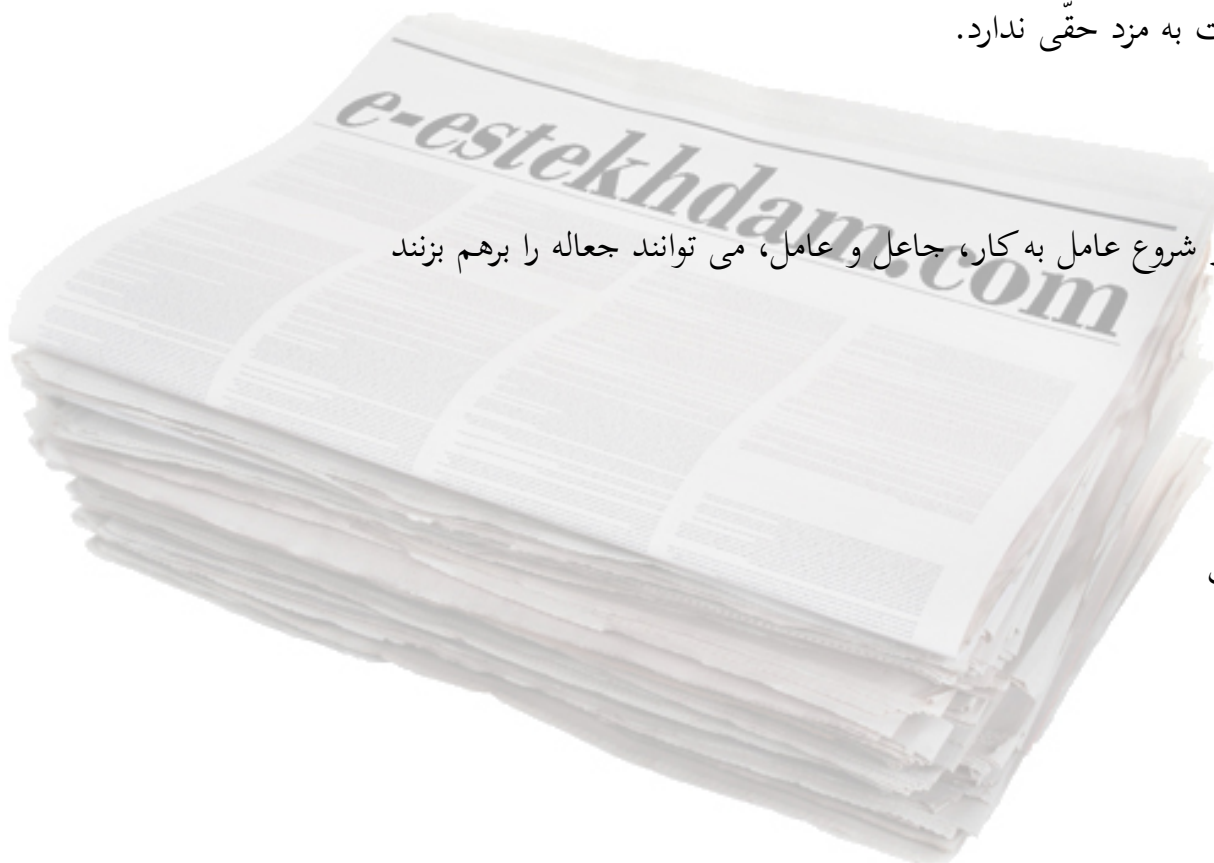 ت به مزد حقّی ندارد.
e-estekhdam.com
شروع عامل به کار، جاعل و عامل، می توانند جعاله را برهم بزنند